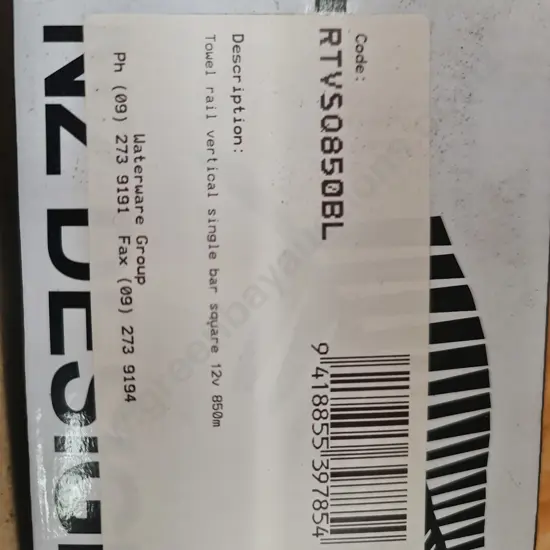 Code:
RTVSQ850BL
Description:
Towel rail vertical single bar square 12v 850m
Waterware Group
Ph (09) 273 9191 Fax (09) 273 9194
9 418855 397854
NZ DESIG